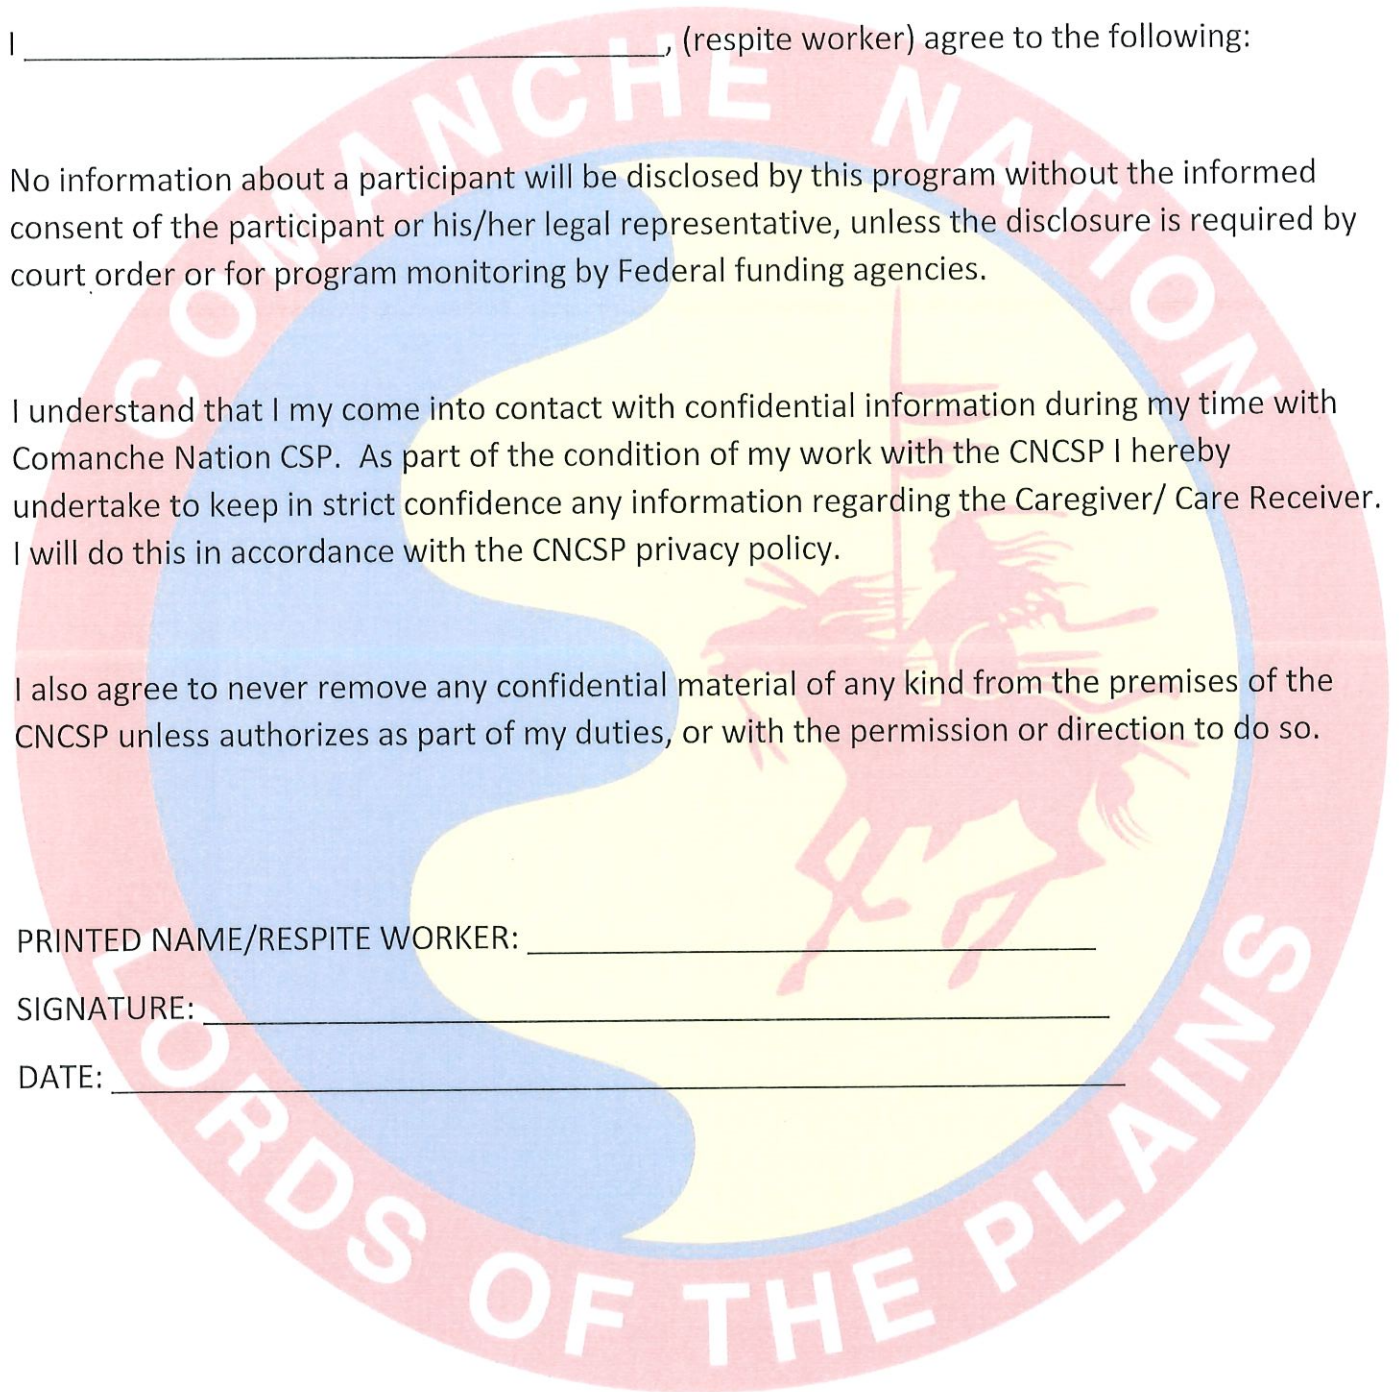 I ________________________, (respite worker) agree to the following:
No information about a participant will be disclosed by this program without the informed
consent of the participant or his/her legal representative, unless the disclosure is required by
court order or for program monitoring by Federal funding agencies.
I understand that I my come into contact with confidential information during my time with
Comanche Nation CSP. As part of the condition of my work with the CNCSP I hereby
undertake to keep in strict confidence any information regarding the Caregiver/ Care Receiver.
I will do this in accordance with the CNCSP privacy policy.
I also agree to never remove any confidential material of any kind from the premises of the
CNCSP unless authorizes as part of my duties, or with the permission or direction to do so.
PRINTED NAME/RESPITE WORKER: ________________________
SIGNATURE: ________________________
DATE: ________________________
COMANCHE NATION
LORDS OF THE PLAINS